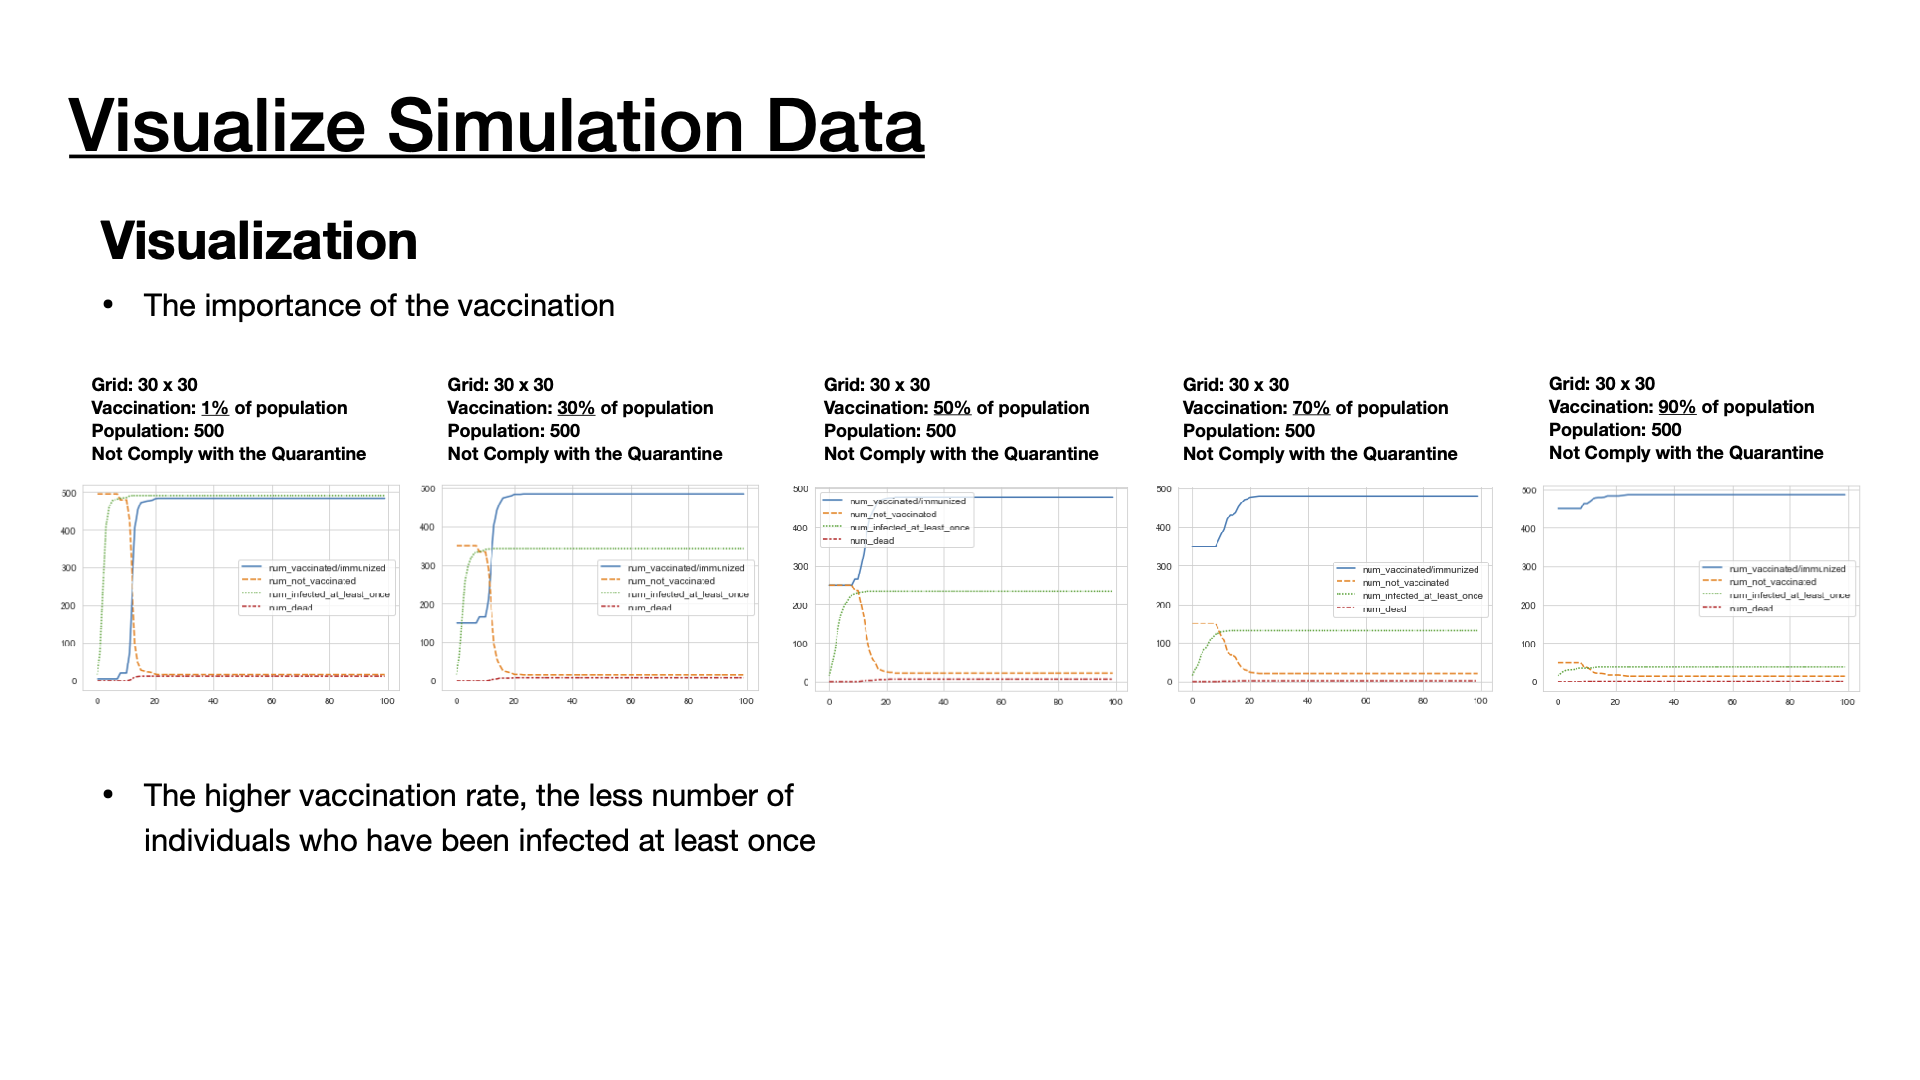 Visualize Simulation Data
Visualization
• The importance of the vaccination
Grid: 30 x 30
Vaccination: 1% of population
Population: 500
Not Comply with the Quarantine
Grid: 30 x 30
Vaccination: 30% of population
Population: 500
Not Comply with the Quarantine
Grid: 30 x 30
Vaccination: 50% of population
Population: 500
Not Comply with the Quarantine
Grid: 30 x 30
Vaccination: 70% of population
Population: 500
Not Comply with the Quarantine
Grid: 30 x 30
Vaccination: 90% of population
Population: 500
Not Comply with the Quarantine
500
400
300
200
100
0
num_vaccinated/immunized
num_not_vaccinated
num_infected_at_least_once
num_dead
0 20 40 60 80 100
500
400
300
200
100
0
num_vaccinated/immunized
num_not_vaccinated
num_infected_at_least_once
num_dead
0 20 40 60 80 100
500
400
300
200
100
0
num_vaccinated/immunized
num_not_vaccinated
num_infected_at_least_once
num_dead
0 20 40 60 80 100
500
400
300
200
100
0
num_vaccinated/immunized
num_not_vaccinated
num_infected_at_least_once
num_dead
0 20 40 60 80 100
500
400
300
200
100
0
num_vaccinated/immunized
num_not_vaccinated
num_infected_at_least_once
num_dead
0 20 40 60 80 100
• The higher vaccination rate, the less number of
individuals who have been infected at least once